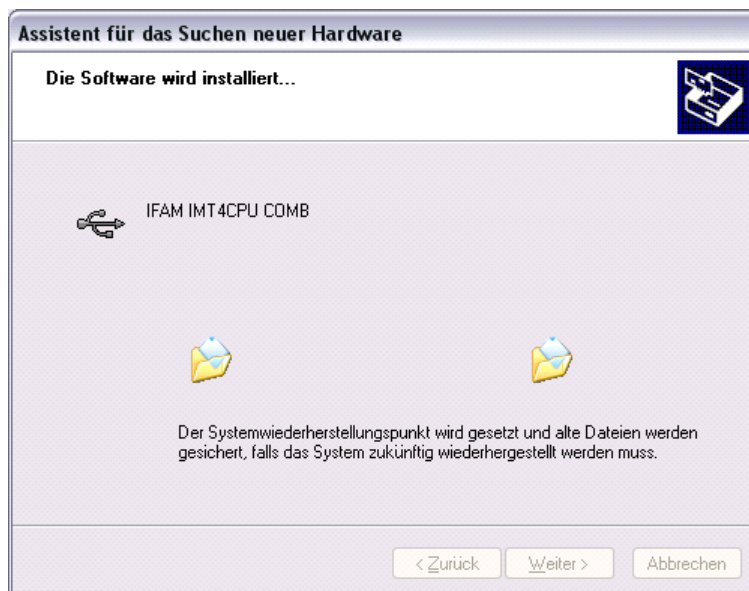 Assistent für das Suchen neuer Hardware
Die Software wird installiert...
IFAM IMT4CPU COMB
Der Systemwiederherstellungspunkt wird gesetzt und alte Dateien werden
gesichert, falls das System zukünftig wiederhergestellt werden muss.
< Zurück
Weiter >
Abbrechen